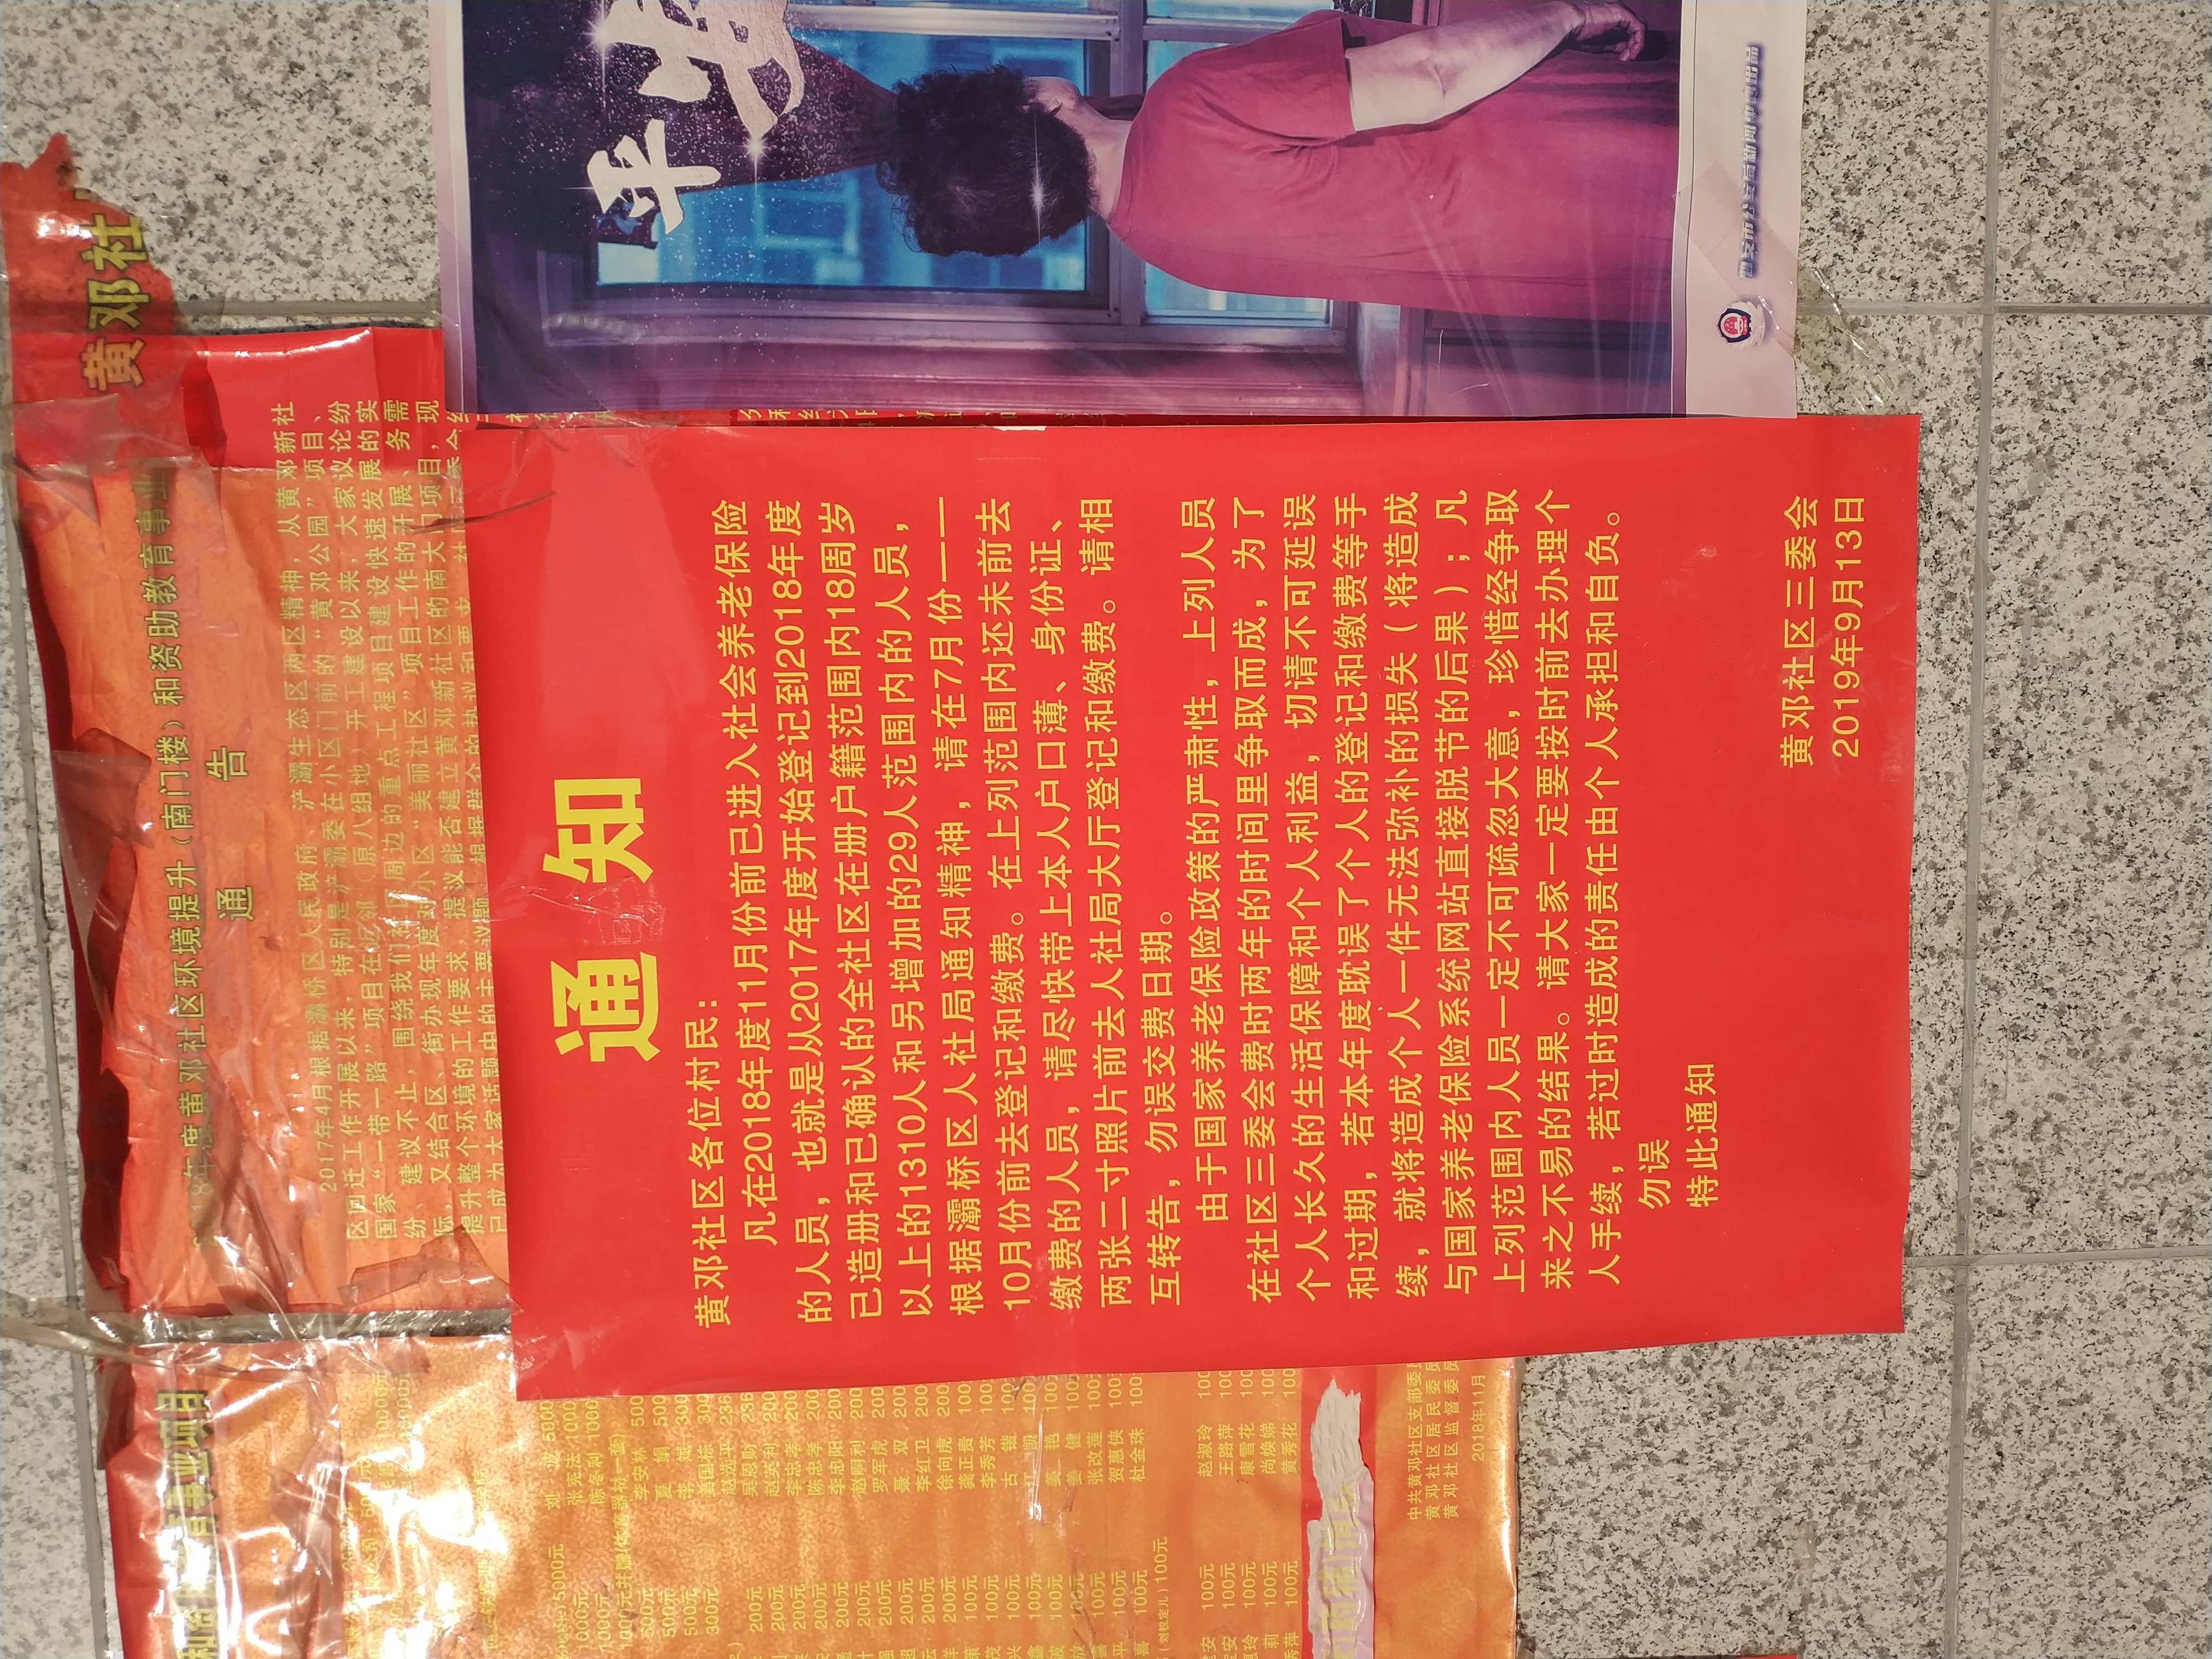 和资助教育事业项目
2018年度黄邓社区环境提升（南门楼）和资助教育事业
通 告
2017年4月根据灞桥区人民政府、浐灞生态区两区精神，从黄邓新社
区回迁工作开展以来，特别是浐灞委在小区门前的“黄邓公园”项目、
国家“一带一路”项目在近邻（原八组地）开工建设以来，大家议论纷
纷、建议不止，围绕我们社区周边的重点工程项目建设快速发展的实
际，又结合区、街办现年度对小区“美丽社区”项目工作的开展、务需
提升整个环境的工作要求，提议能否建立黄邓新社区的南大门项目，现
已成为大家话题中的主要议题，根据群众的热议和要求
黄邓社
通 知
黄邓社区各位村民：
凡在2018年度11月份前已进入社会养老保险
的人员，也就是从2017年度开始登记到2018年度
已造册和已确认的全社区在册户籍范围内18周岁
以上的1310人和另增加的29人范围内的人员，
根据灞桥区人社局通知精神，请在7月份——
10月份前去登记和缴费。在上列范围内还未前去
缴费的人员，请尽快带上本人户口薄、身份证、
两张二寸照片前去人社局大厅登记和缴费。请相
互转告，勿误交费日期。
由于国家养老保险政策的严肃性，上列人员
在社区三委会费时两年的时间里争取而成，为了
个人长久的生活保障和个人利益，切请不可延误
和过期，若本年度耽误了个人的登记和缴费等手
续，就将造成个人一件无法弥补的损失（将造成
与国家养老保险系统网站直接脱节的后果）；凡
上列范围内人员一定不可疏忽大意，珍惜经争取
来之不易的结果。请大家一定要按时前去办理个
人手续，若过时造成的责任由个人承担和自负。
勿误
特此通知
黄邓社区三委会
2019年9月13日
5000元 刘 波 5000
1000元 张宪法 1000
1000元 陈冬利 1000
1000元并赠(体育器材一套)
500元 李安林 500
500元 夏 娟 500
500元 李 斌 300
300元 葛国栋 300
赵选平 236
200元 吴恩财 236
200元 赵英利 200
200元 李忠孝 200
200元 陈忠孝 200
200元 李忠阳 200
200元 赵啊利 200
200元 罗军虎 200
200元 聂 双 200
200元 李红卫 200
200元 徐向虎 200
100元 龚正贵 100
100元 李秀芳 100
100元 古 锴 100
100元 江 凯 100
100元 姜 艳 100
100元 姜 健 100
100元 张改莲 100
平 100元 贺惠侠 100
喜 100元 杜金珠 100
（刘权定儿）100元
安 100元 赵淑玲 100
安 100元 王路萍 100
玲 100元 康雪花 100
莉 100元 尚焕娣 100
秀萍 100元 黄秀花 100
中共黄邓社区支部委员
黄邓社区居民委员
黄邓社区监督委员
2018年11月
平安
西安市公安局新闻中心出品